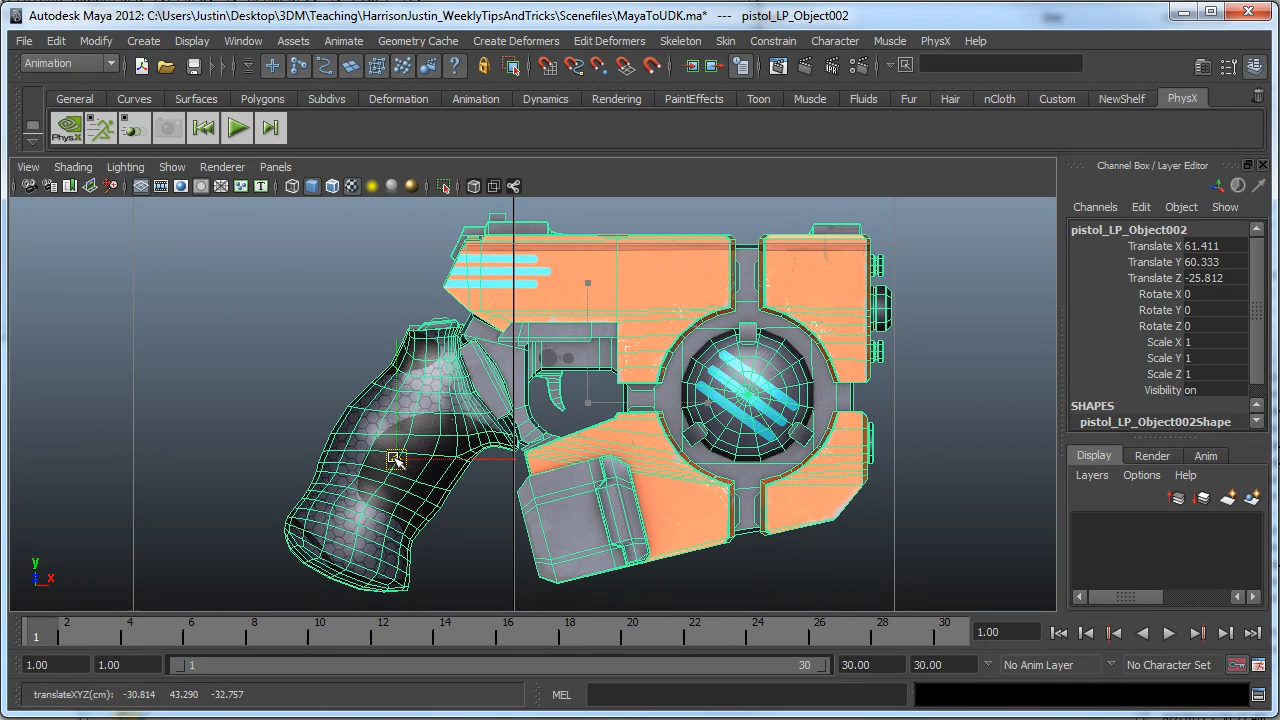 Autodesk Maya 2012: C:\Users\Justin\Desktop\3DM\Teaching\HarrisonJustin_WeeklyTipsAndTricks\Scenefiles\MayaToUDK.ma* --- pistol_LP_Object002
File Edit Modify Create Display Window Assets Animate Geometry Cache Create Deformers Edit Deformers Skeleton Skin Constrain Character Muscle PhysX Help
Animation
General Curves Surfaces Polygons Subdivs Deformation Animation Dynamics Rendering PaintEffects Toon Muscle Fluids Fur Hair nCloth Custom NewShelf PhysX
PhysX
View Shading Lighting Show Renderer Panels
Channel Box / Layer Editor
Channels Edit Object Show
pistol_LP_Object002
Translate X 61.411
Translate Y 60.333
Translate Z -25.812
Rotate X 0
Rotate Y 0
Rotate Z 0
Scale X 1
Scale Y 1
Scale Z 1
Visibility on
SHAPES
pistol_LP_Object002Shape
Display Render Anim
Layers Options Help
y
z x
1 2 4 6 8 10 12 14 16 18 20 22 24 26 28 30
1.00
1.00 1.00 1 30 30.00 30.00 No Anim Layer No Character Set
translateXYZ(cm): -30.814 43.290 -32.757 MEL